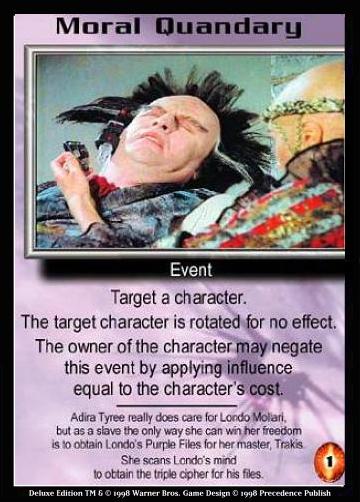 Moral Quandary
Event
Target a character.
The target character is rotated for no effect.
The owner of the character may negate
this event by applying influence
equal to the character's cost.
Adira Tyree really does care for Londo Mollari,
but as a slave the only way she can win her freedom
is to obtain Londo's Purple Files for her master, Trakis.
She scans Londo's mind
to obtain the triple cipher for his files.
1
Deluxe Edition TM & © 1998 Warner Bros. Game Design © 1998 Precedence Publish